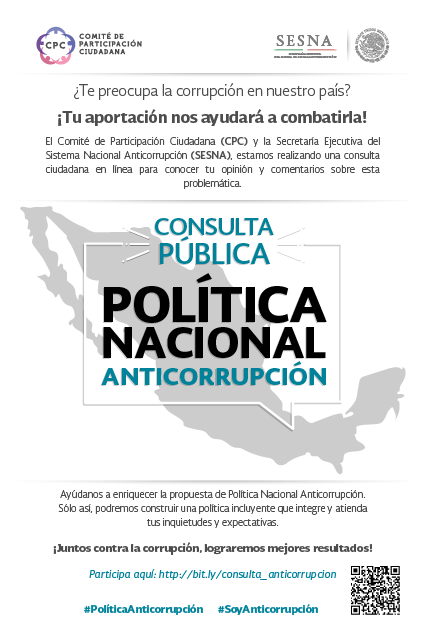 CPC
COMITÉ DE
PARTICIPACIÓN
CIUDADANA
SESNA
¿Te preocupa la corrupción en nuestro país?
¡Tu aportación nos ayudará a combatirla!
El Comité de Participación Ciudadana (CPC) y la Secretaría Ejecutiva del
Sistema Nacional Anticorrupción (SESNA), estamos realizando una consulta
ciudadana en línea para conocer tu opinión y comentarios sobre esta
problemática.
CONSULTA
PÚBLICA
POLÍTICA
NACIONAL
ANTICORRUPCIÓN
Ayúdanos a enriquecer la propuesta de Política Nacional Anticorrupción.
Sólo así, podremos construir una política incluyente que integre y atienda
tus inquietudes y expectativas.
¡Juntos contra la corrupción, lograremos mejores resultados!
Participa aquí: http://bit.ly/consulta_anticorrupcion
#PolíticaAnticorrupción #SoyAnticorrupción